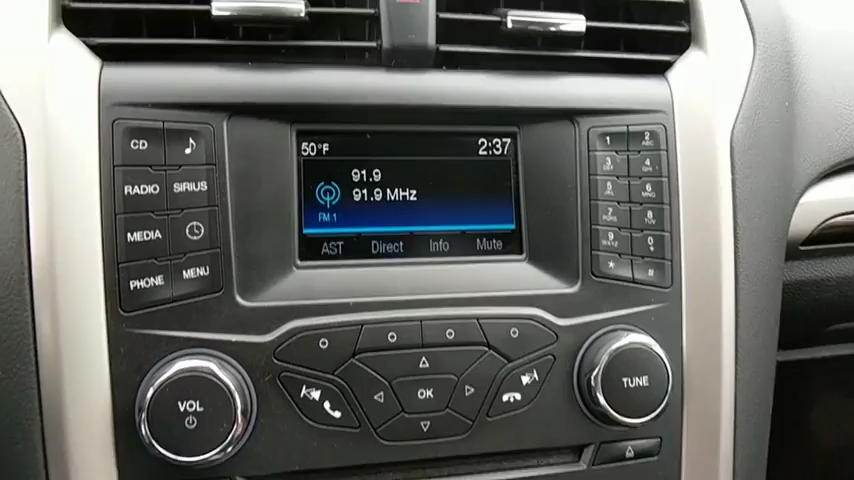 50°F 2:37
91.9
91.9 MHz
FM 1
AST Direct Info Mute
CD
RADIO SIRIUS
MEDIA
PHONE MENU
1 2 ABC
3 DEF 4 GHI
5 JKL 6 MNO
7 PQRS 8 TUV
9 WXYZ 0
* #
VOL
OK
TUNE